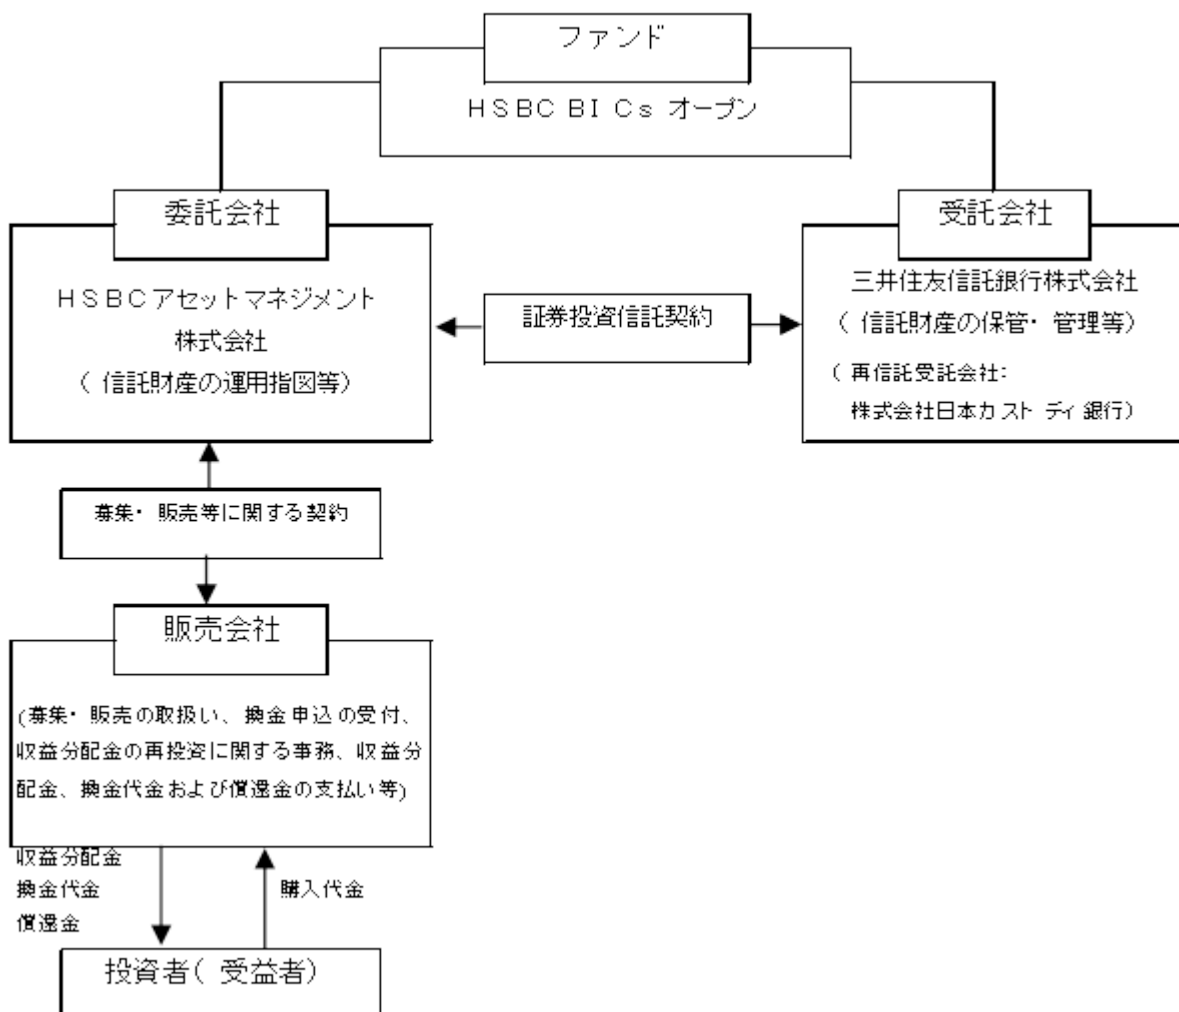 ファンド
HSBC BICs オープン
委託会社
HSBCアセットマネジメント
株式会社
(信託財産の運用指図等)
証券投資信託契約
受託会社
三井住友信託銀行株式会社
(信託財産の保管・管理等)
(再信託受託会社:
株式会社日本カストディ銀行)
募集・販売等に関する契約
販売会社
(募集・販売の取扱い、換金申込の受付、
収益分配金の再投資に関する事務、収益分
配金、換金代金および償還金の支払い等)
収益分配金
換金代金
償還金
購入代金
投資者(受益者)